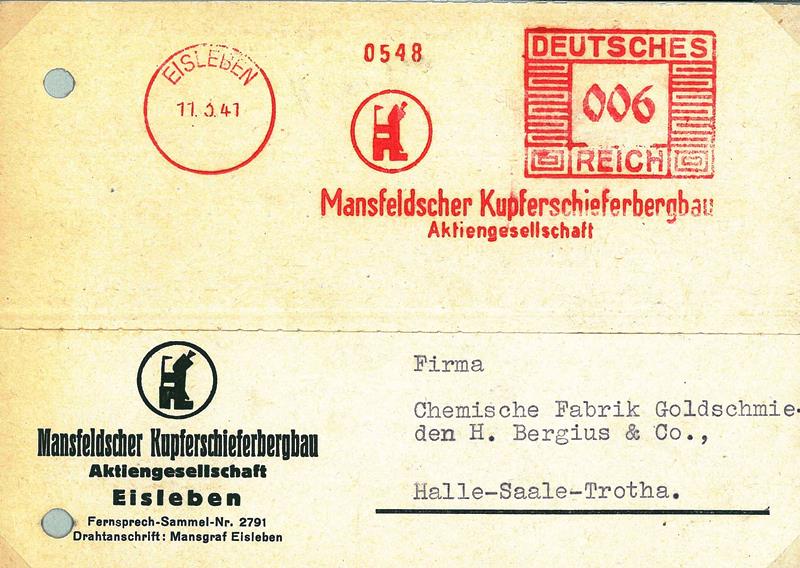 EISLEBEN
11.3.41
0548
DEUTSCHES
006
REICH
Mansfeldscher Kupferschieferbergbau
Aktiengesellschaft
Mansfeldscher Kupferschieferbergbau
Aktiengesellschaft
Eisleben
Fernsprech-Sammel-Nr. 2791
Drahtanschrift: Mansgraf Eisleben
Firma
Chemische Fabrik Goldschmie-
den H. Bergius & Co.,
Halle-Saale-Trotha.